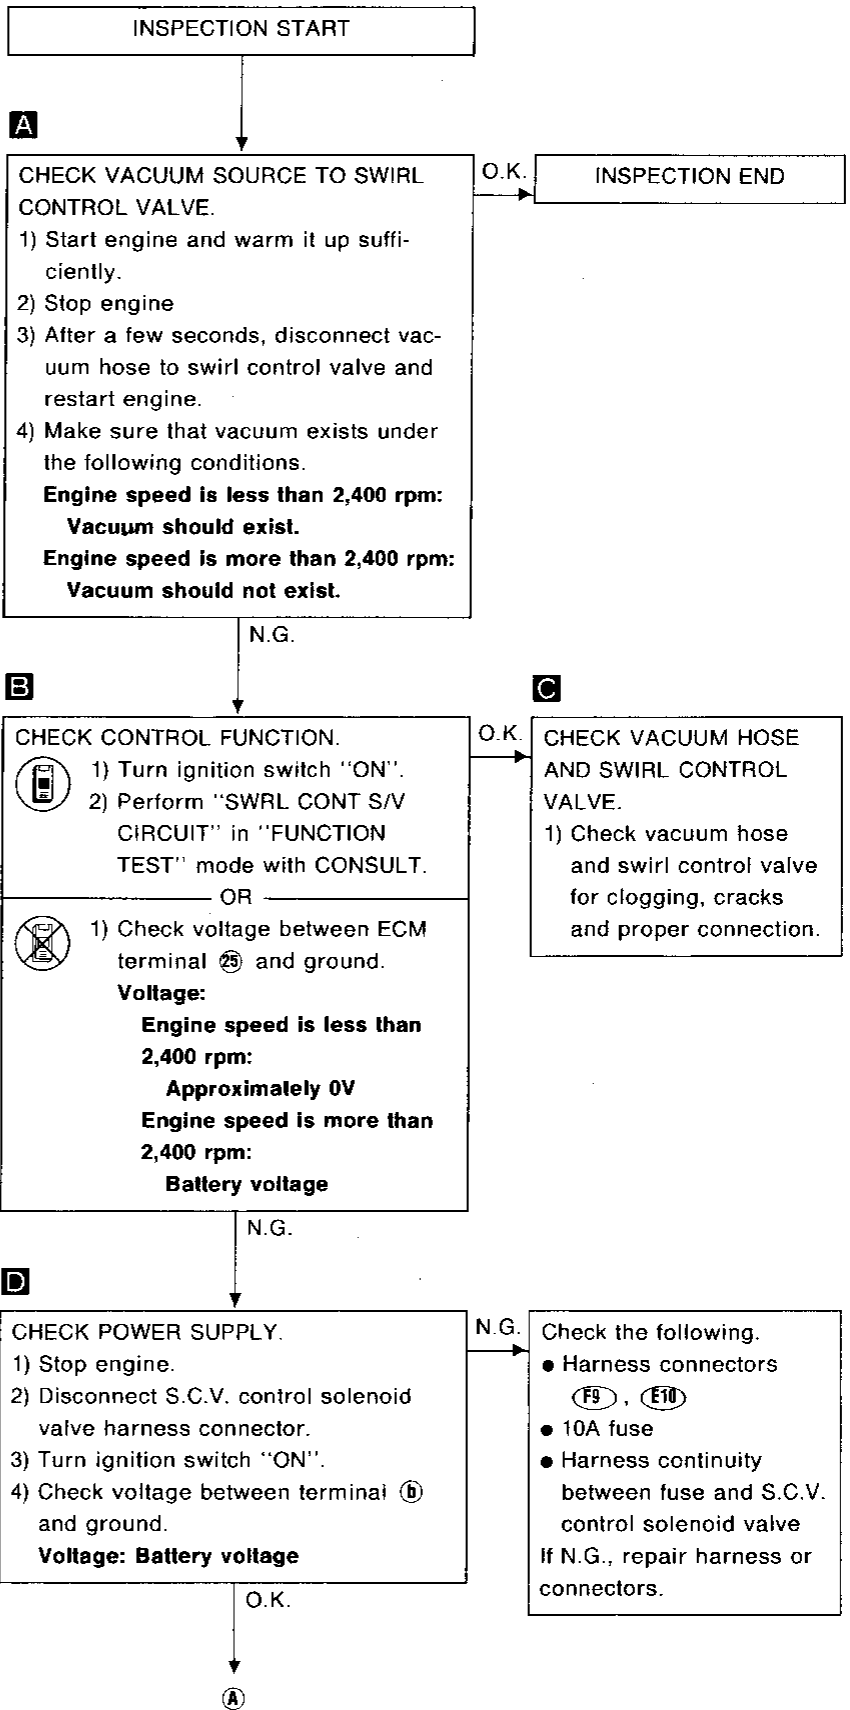 INSPECTION START
A
CHECK VACUUM SOURCE TO SWIRL
CONTROL VALVE.
1) Start engine and warm it up suffi-
ciently.
2) Stop engine
3) After a few seconds, disconnect vac-
uum hose to swirl control valve and
restart engine.
4) Make sure that vacuum exists under
the following conditions.
Engine speed is less than 2,400 rpm:
Vacuum should exist.
Engine speed is more than 2,400 rpm:
Vacuum should not exist.
O.K.
INSPECTION END
N.G.
B
CHECK CONTROL FUNCTION.
1) Turn ignition switch "ON".
2) Perform "SWRL CONT S/V
CIRCUIT" in "FUNCTION
TEST" mode with CONSULT.
OR
1) Check voltage between ECM
terminal 25 and ground.
Voltage:
Engine speed is less than
2,400 rpm:
Approximately 0V
Engine speed is more than
2,400 rpm:
Battery voltage
O.K.
C
CHECK VACUUM HOSE
AND SWIRL CONTROL
VALVE.
1) Check vacuum hose
and swirl control valve
for clogging, cracks
and proper connection.
N.G.
D
CHECK POWER SUPPLY.
1) Stop engine.
2) Disconnect S.C.V. control solenoid
valve harness connector.
3) Turn ignition switch "ON".
4) Check voltage between terminal b
and ground.
Voltage: Battery voltage
N.G.
Check the following.
● Harness connectors
F9 , E10
● 10A fuse
● Harness continuity
between fuse and S.C.V.
control solenoid valve
If N.G., repair harness or
connectors.
O.K.
A